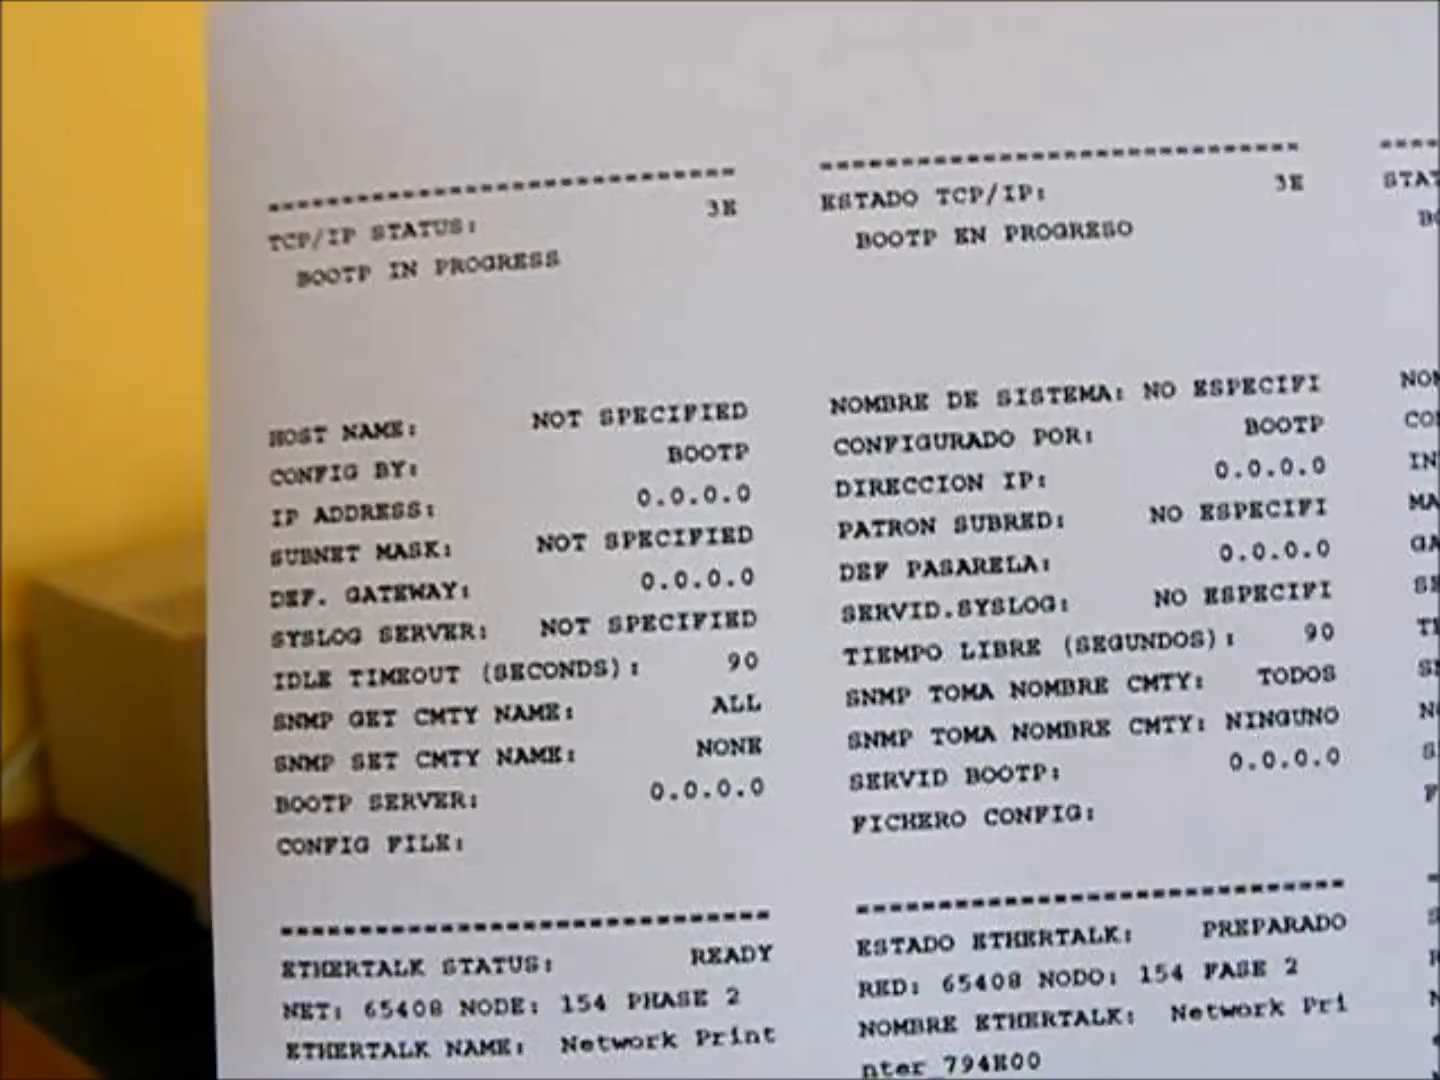 TCP/IP STATUS: 3E
BOOTP IN PROGRESS
HOST NAME: NOT SPECIFIED
CONFIG BY: BOOTP
IP ADDRESS: 0.0.0.0
SUBNET MASK: NOT SPECIFIED
DEF. GATEWAY: 0.0.0.0
SYSLOG SERVER: NOT SPECIFIED
IDLE TIMEOUT (SECONDS): 90
SNMP GET CMTY NAME: ALL
SNMP SET CMTY NAME: NONE
BOOTP SERVER: 0.0.0.0
CONFIG FILE:
ETHERTALK STATUS: READY
NET: 65408 NODE: 154 PHASE 2
ETHERTALK NAME: Network Print
ESTADO TCP/IP: 3E
BOOTP EN PROGRESO
NOMBRE DE SISTEMA: NO ESPECIFI
CONFIGURADO POR: BOOTP
DIRECCION IP: 0.0.0.0
PATRON SUBRED: NO ESPECIFI
DEF PASARELA: 0.0.0.0
SERVID.SYSLOG: NO ESPECIFI
TIEMPO LIBRE (SEGUNDOS): 90
SNMP TOMA NOMBRE CMTY: TODOS
SNMP TOMA NOMBRE CMTY: NINGUNO
SERVID BOOTP: 0.0.0.0
FICHERO CONFIG:
ESTADO ETHERTALK: PREPARADO
RED: 65408 NODO: 154 FASE 2
NOMBRE ETHERTALK: Network Pri
nter_794E00